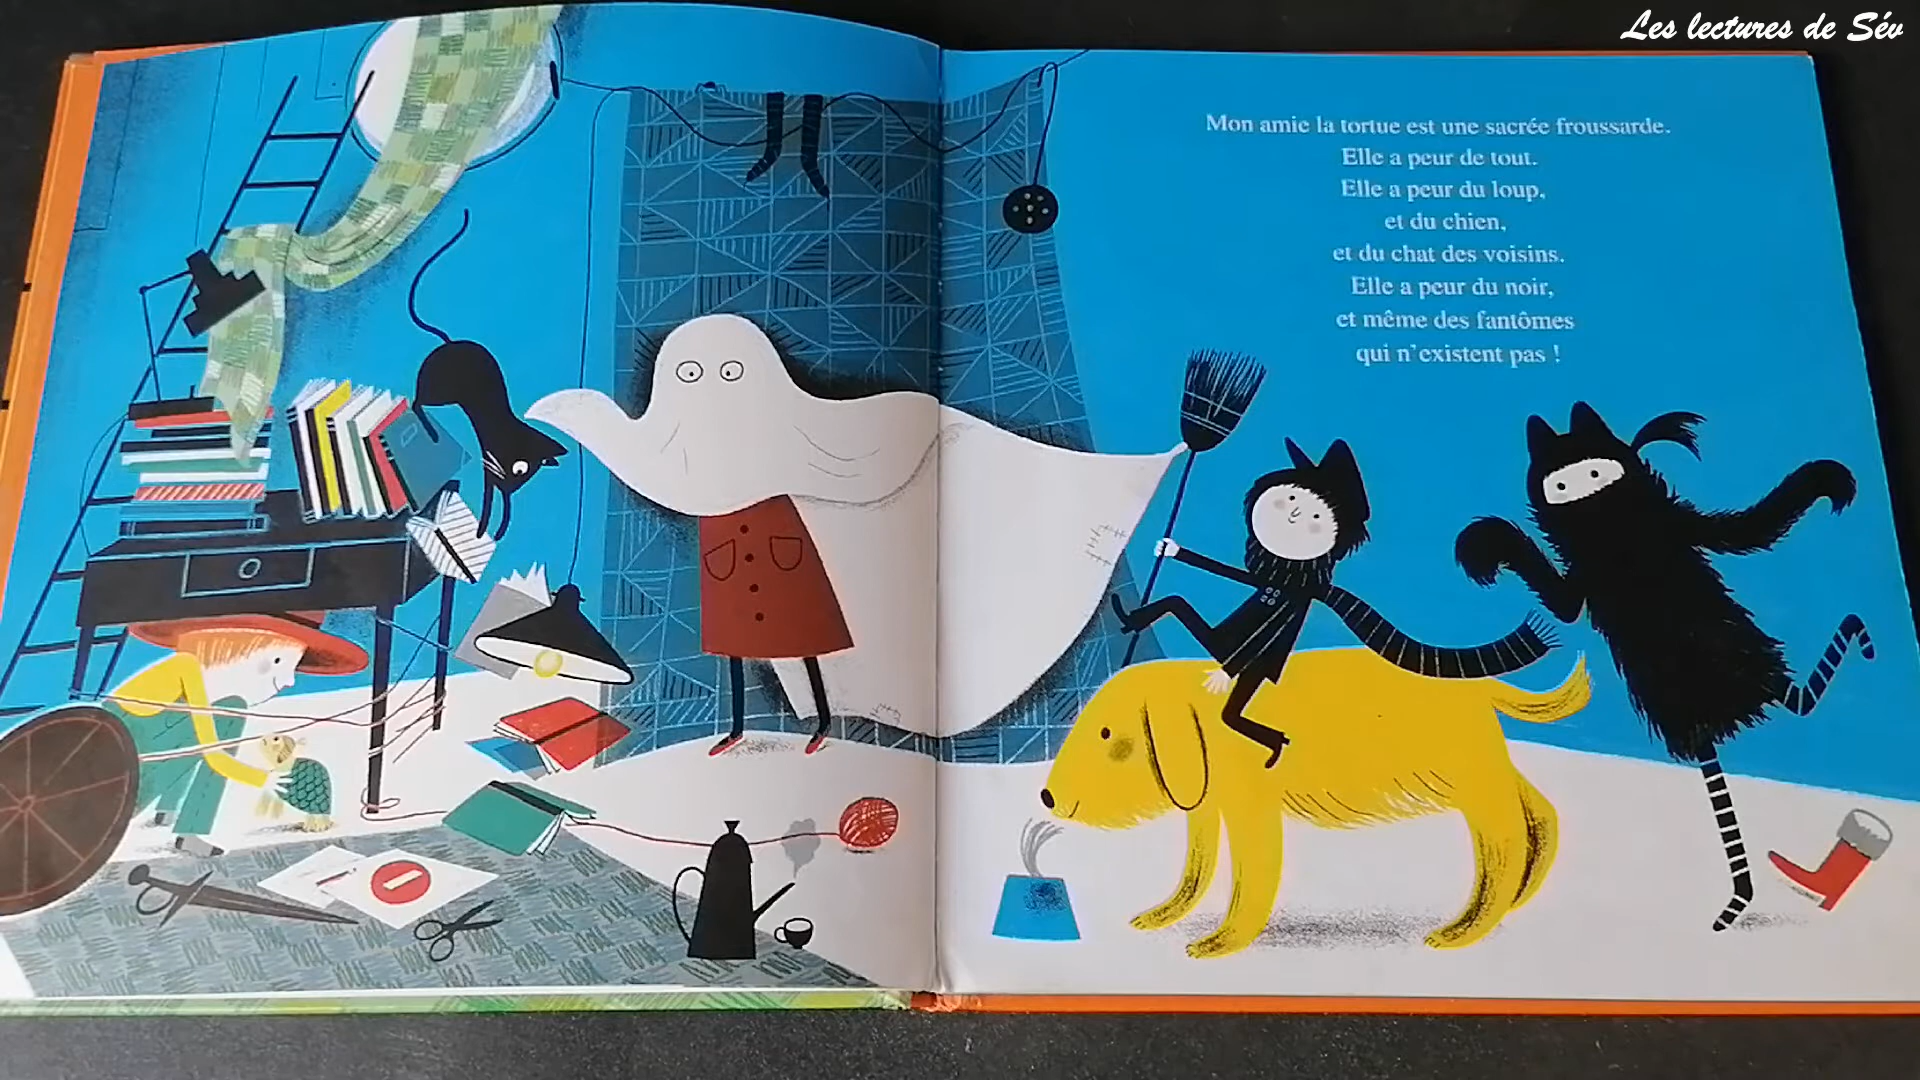 Les lectures de Sév
Mon amie la tortue est une sacrée froussarde.
Elle a peur de tout.
Elle a peur du loup,
et du chien,
et du chat des voisins.
Elle a peur du noir,
et même des fantômes
qui n'existent pas !